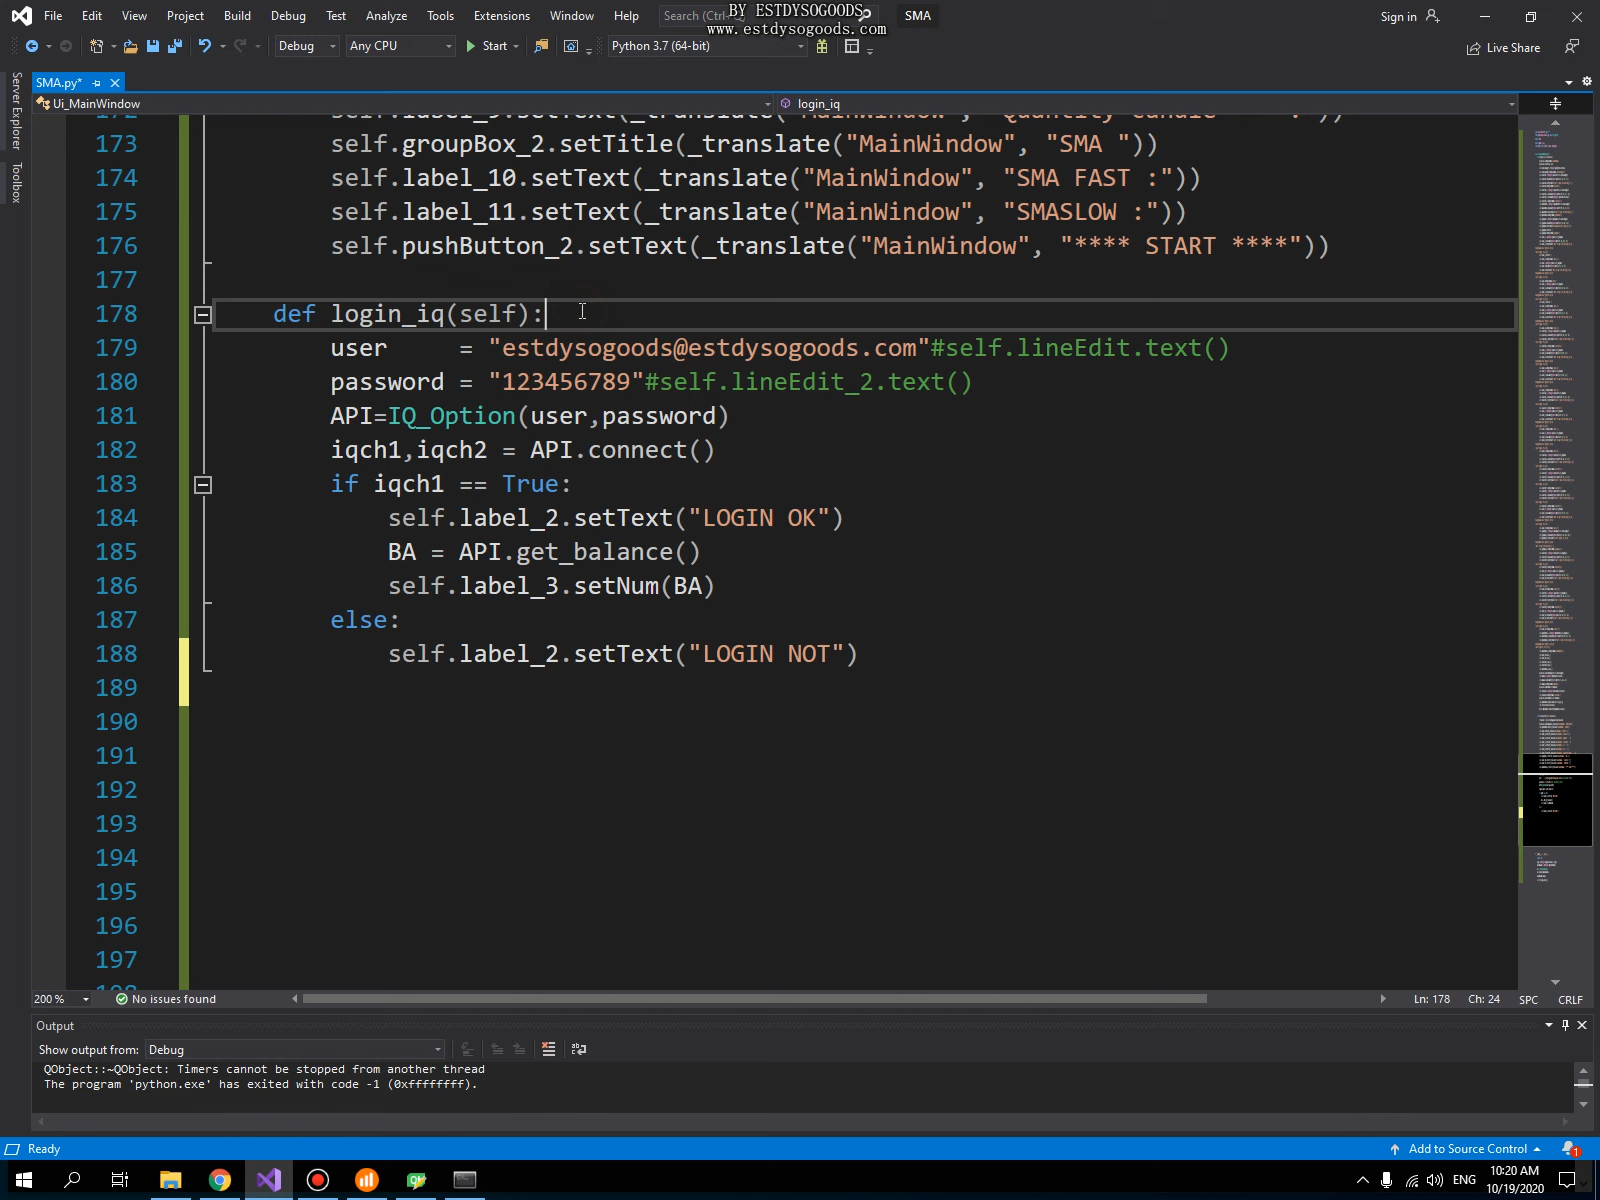 File Edit View Project Build Debug Test Analyze Tools Extensions Window Help Search (Ctrl- SMA Sign in
BY ESTDYSOGOODS
www.estdysogoods.com
Debug Any CPU Start Python 3.7 (64-bit) Live Share
Server Explorer
Toolbox
SMA.py*
Ui_MainWindow login_iq
172 self.label_9.setText(_translate("MainWindow", "Quantity candle :"))
173 self.groupBox_2.setTitle(_translate("MainWindow", "SMA "))
174 self.label_10.setText(_translate("MainWindow", "SMA FAST :"))
175 self.label_11.setText(_translate("MainWindow", "SMASLOW :"))
176 self.pushButton_2.setText(_translate("MainWindow", "**** START ****"))
177
178 def login_iq(self):
179 user = "estdysogoods@estdysogoods.com"#self.lineEdit.text()
180 password = "123456789"#self.lineEdit_2.text()
181 API=IQ_Option(user,password)
182 iqch1,iqch2 = API.connect()
183 if iqch1 == True:
184 self.label_2.setText("LOGIN OK")
185 BA = API.get_balance()
186 self.label_3.setNum(BA)
187 else:
188 self.label_2.setText("LOGIN NOT")
189
190
191
192
193
194
195
196
197
200 % No issues found Ln: 178 Ch: 24 SPC CRLF
Output
Show output from: Debug
QObject::~QObject: Timers cannot be stopped from another thread
The program 'python.exe' has exited with code -1 (0xffffffff).
Ready Add to Source Control 1
ENG 10:20 AM
10/19/2020